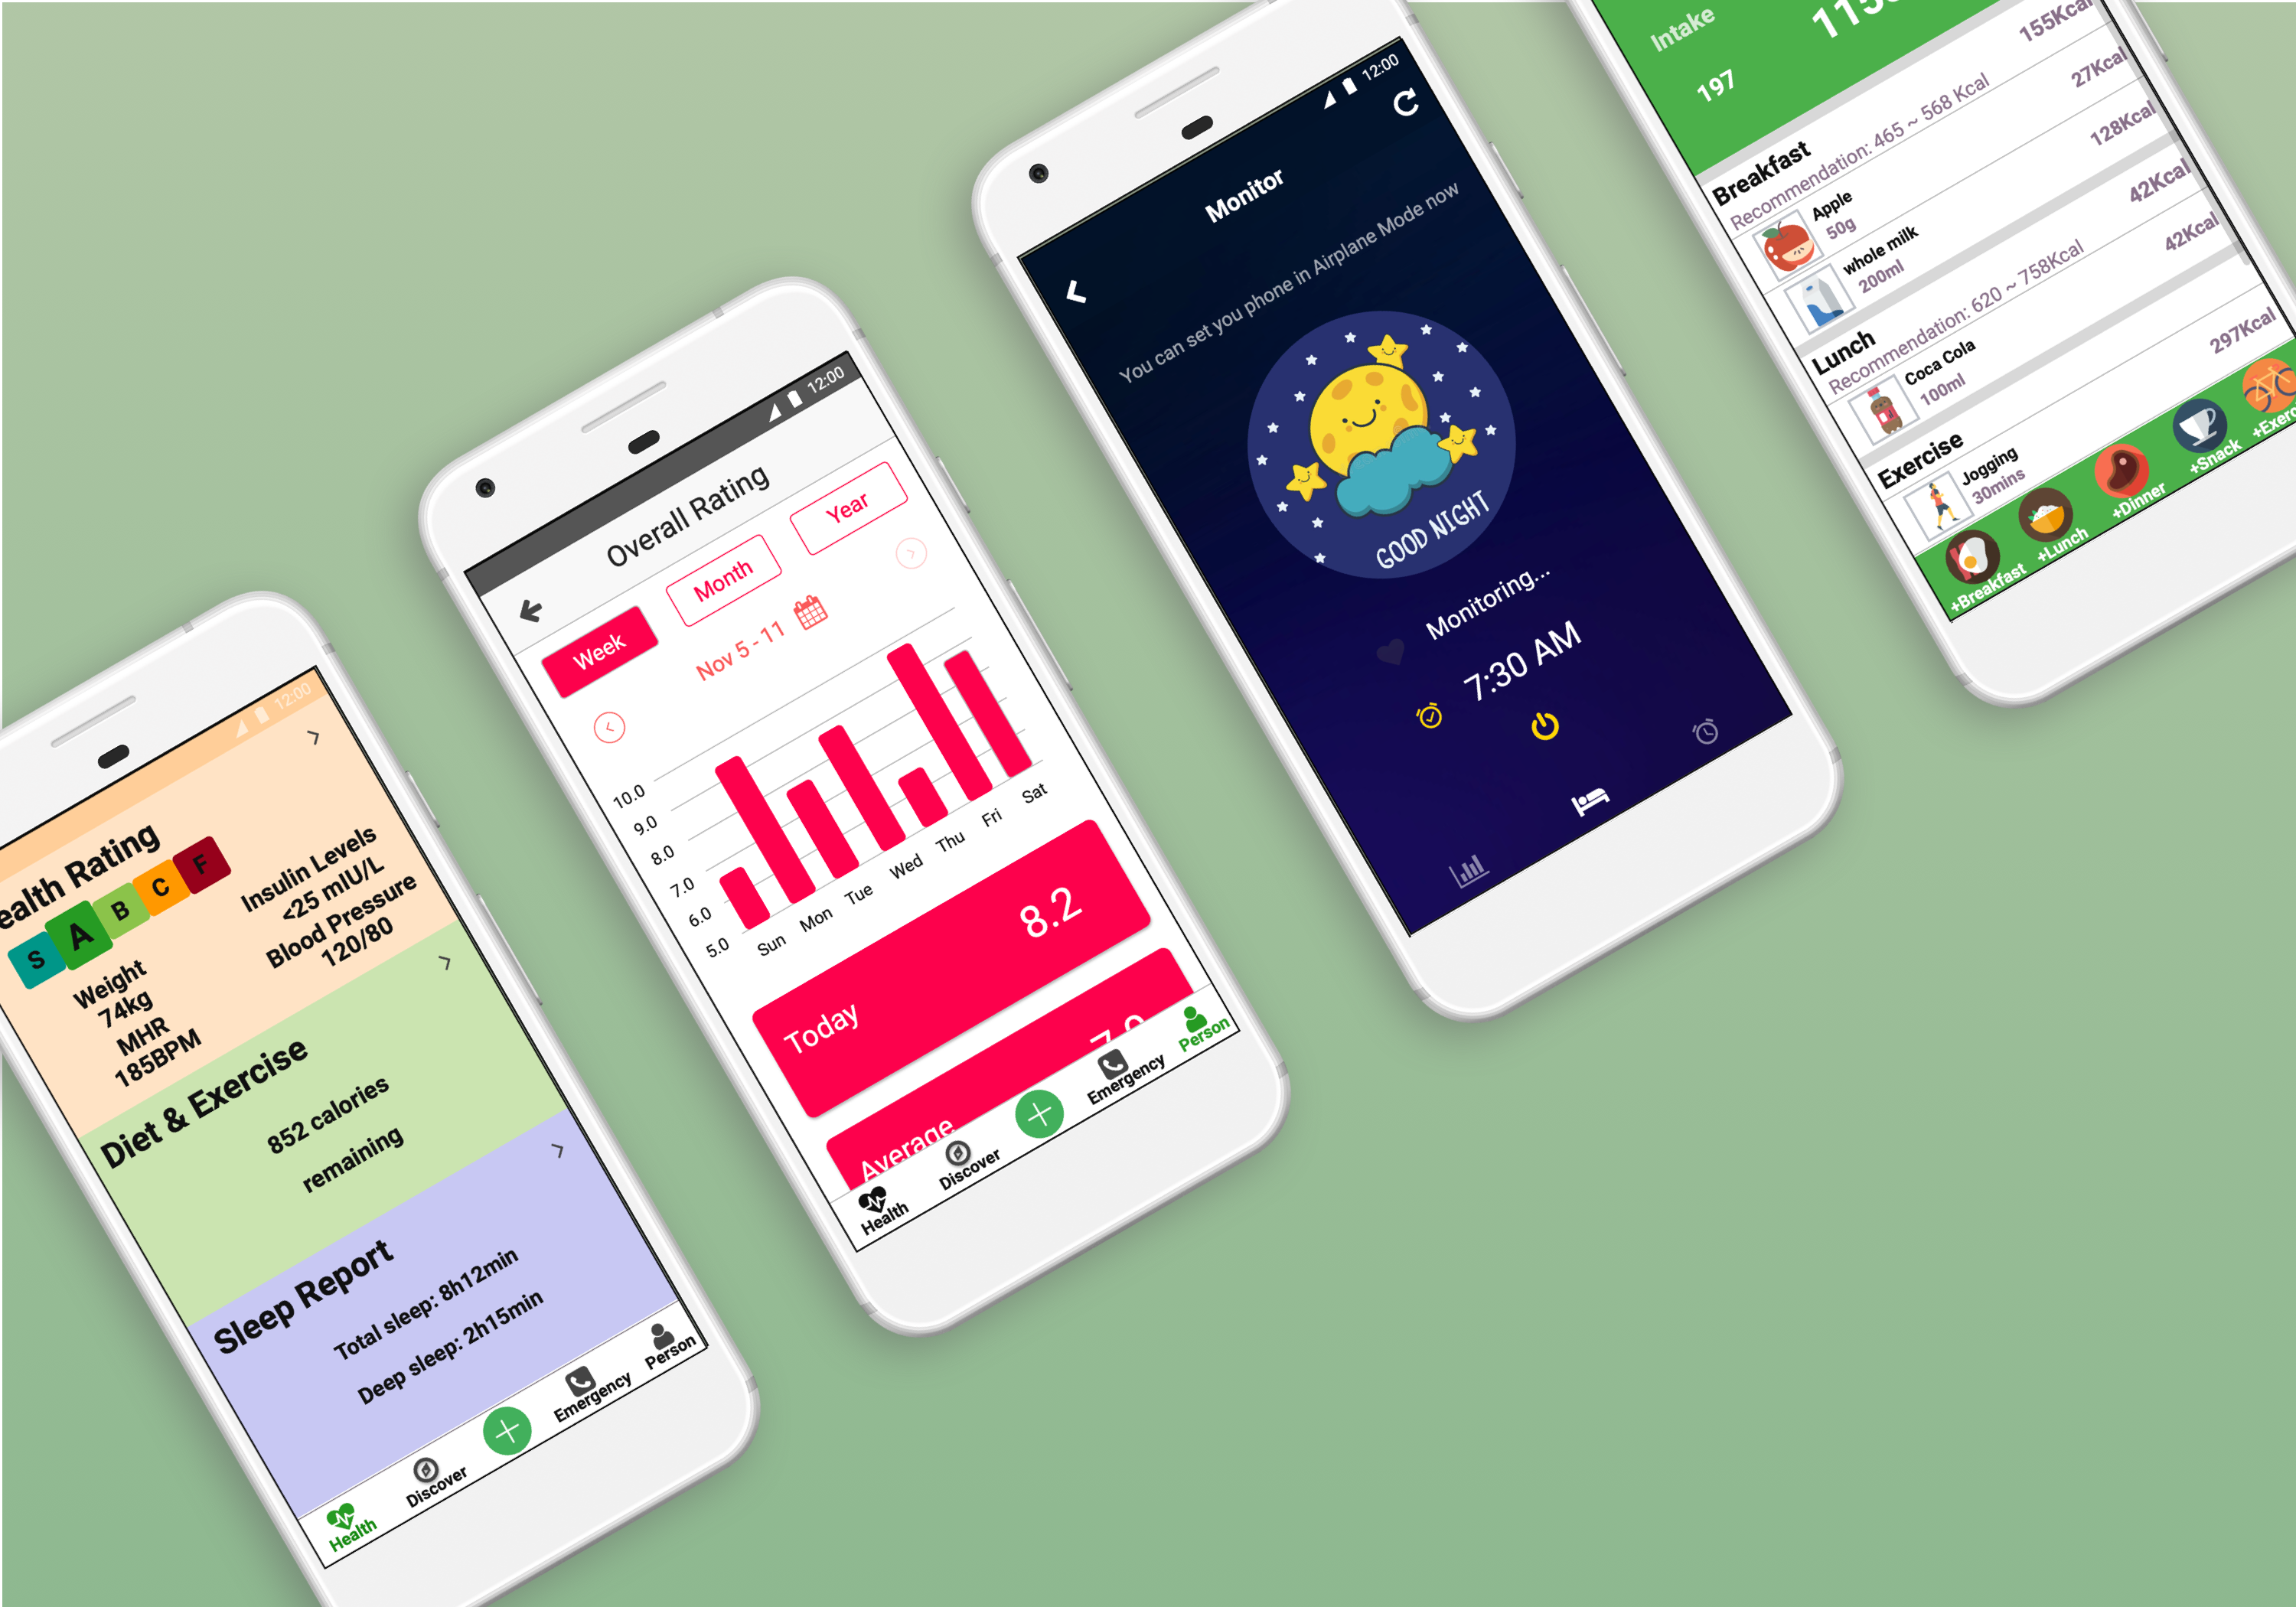 12:00
ealth Rating
S A B C F
Insulin Levels
<25 mIU/L
Blood Pressure
120/80
Weight
74kg
MHR
185BPM
Diet & Exercise
852 calories
remaining
Sleep Report
Total sleep: 8h12min
Deep sleep: 2h15min
Health
Discover
Emergency
Person
12:00
Overall Rating
Week
Month
Year
Nov 5 - 11
10.0
9.0
8.0
7.0
6.0
5.0
Sun
Mon
Tue
Wed
Thu
Fri
Sat
Today
8.2
Average
Health
Discover
Emergency
Person
12:00
Monitor
You can set you phone in Airplane Mode now
GOOD NIGHT
Monitoring...
7:30 AM
Intake
197
Breakfast
155Kcal
Recommendation: 465 ~ 568 Kcal
Apple
27Kcal
50g
whole milk
128Kcal
200ml
Lunch
42Kcal
Recommendation: 620 ~ 758Kcal
Coca Cola
42Kcal
100ml
Exercise
297Kcal
Jogging
30mins
+Breakfast
+Lunch
+Dinner
+Snack
+Exerc